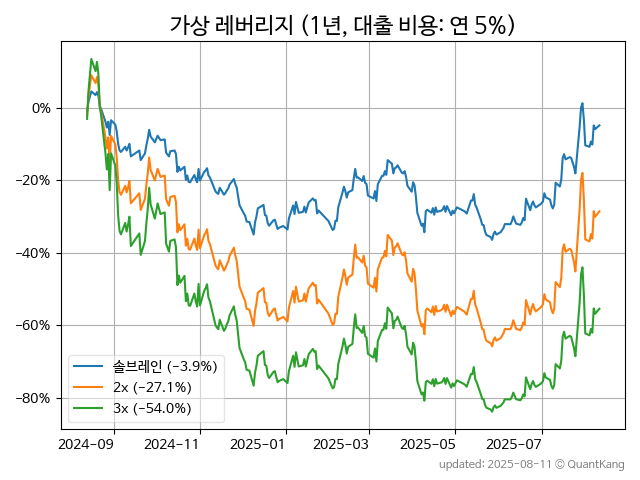 가상 레버리지 (1년, 대출 비용: 연 5%)
0%
−20%
−40%
−60%
−80%
솔브레인 (−3.9%)
2x (−27.1%)
3x (−54.0%)
2024-09 2024-11 2025-01 2025-03 2025-05 2025-07
updated: 2025-08-11 © QuantKang